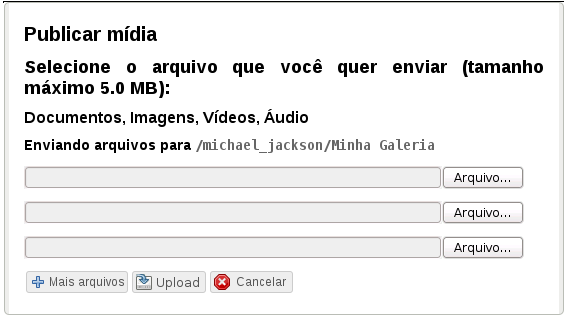 Publicar mídia
Selecione o arquivo que você quer enviar (tamanho
máximo 5.0 MB):
Documentos, Imagens, Vídeos, Áudio
Enviando arquivos para /michael_jackson/Minha Galeria
Arquivo...
Arquivo...
Arquivo...
Mais arquivos Upload Cancelar